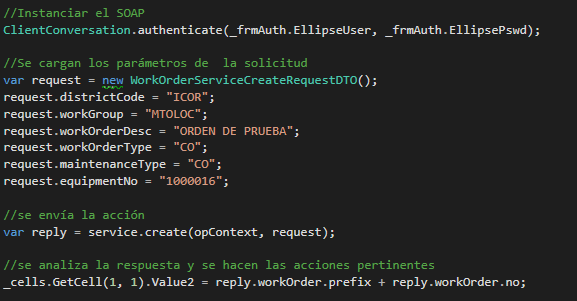 //Instanciar el SOAP
ClientConversation.authenticate(_frmAuth.EllipseUser, _frmAuth.EllipsePswd);
//Se cargan los parámetros de  la solicitud
var request = new WorkOrderServiceCreateRequestDTO();
request.districtCode = "ICOR";
request.workGroup = "MTOLOC";
request.workOrderDesc = "ORDEN DE PRUEBA";
request.workOrderType = "CO";
request.maintenanceType = "CO";
request.equipmentNo = "1000016";
//se envía la acción
var reply = service.create(opContext, request);
//se analiza la respuesta y se hacen las acciones pertinentes
_cells.GetCell(1, 1).Value2 = reply.workOrder.prefix + reply.workOrder.no;